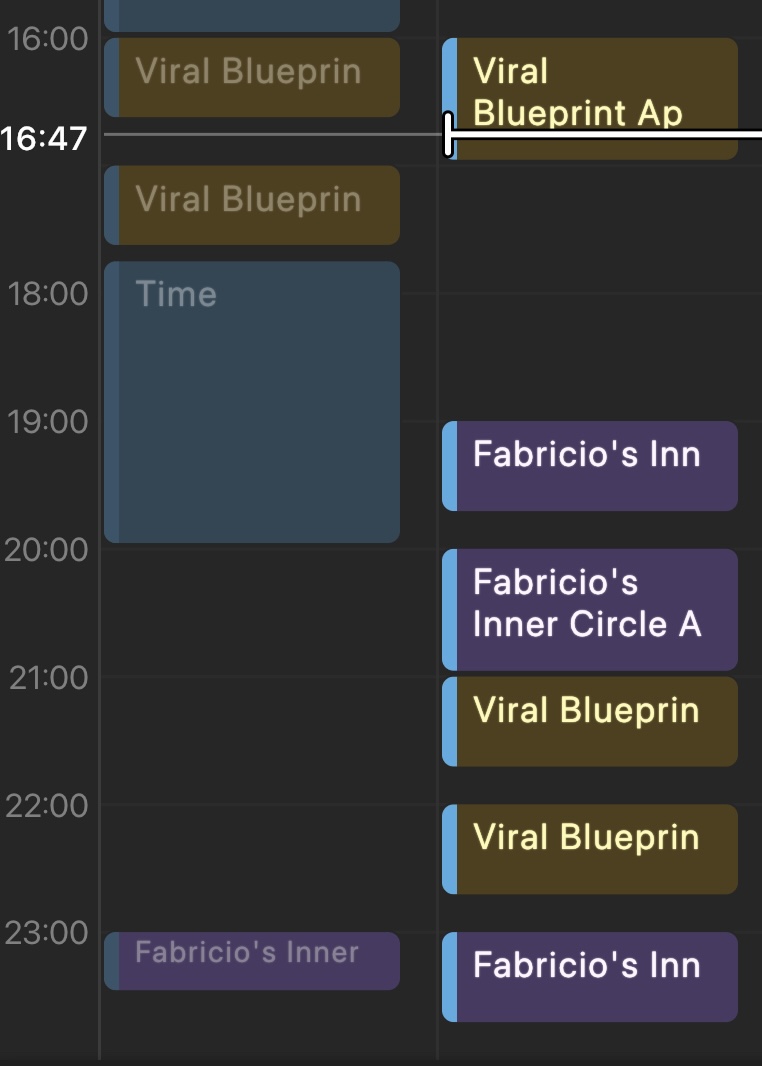 16:00
Viral Blueprin
Viral
Blueprint Ap
16:47
Viral Blueprin
18:00
Time
19:00
Fabricio's Inn
20:00
Fabricio's
Inner Circle A
21:00
Viral Blueprin
22:00
Viral Blueprin
23:00
Fabricio's Inner
Fabricio's Inn